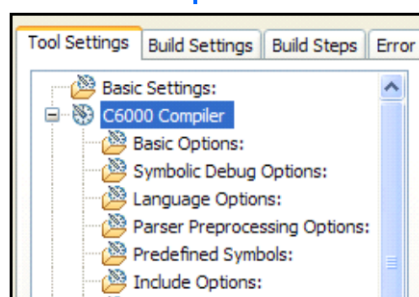 Tool Settings Build Settings Build Steps Error
Basic Settings:
C6000 Compiler
Basic Options:
Symbolic Debug Options:
Language Options:
Parser Preprocessing Options:
Predefined Symbols:
Include Options: